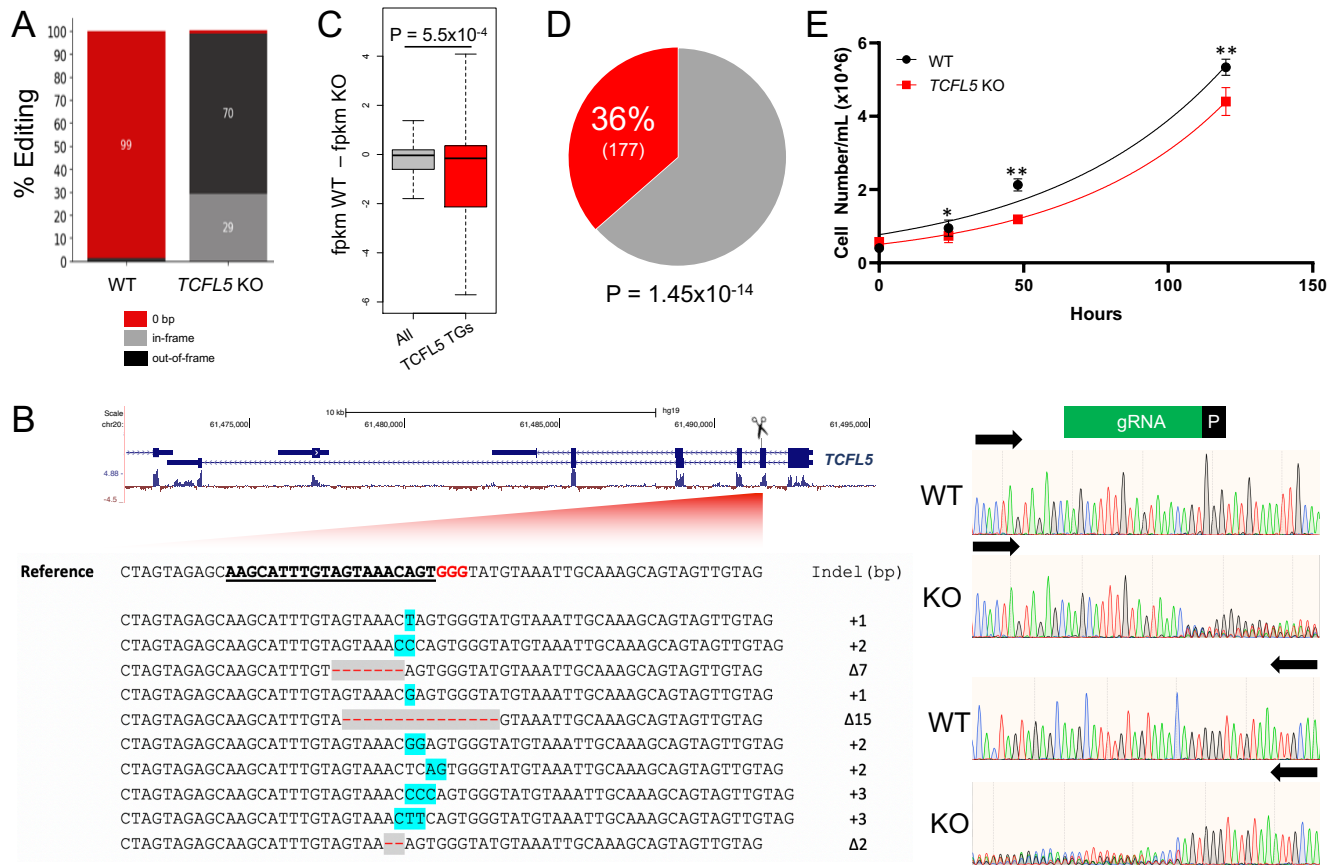 A
% Editing
100
90
80
70
60
50
40
30
20
10
0
99
70
29
WT
TCFL5 KO
0 bp
in-frame
out-of-frame
C
P = 5.5x10-4
fpkm WT – fpkm KO
4
2
0
-2
-4
-6
All
TCFL5 TGs
D
36%
(177)
P = 1.45x10-14
E
Cell Number/mL (x10^6)
6
4
2
0
WT
TCFL5 KO
*
**
**
0
50
100
150
Hours
B
Scale
chr20:
10 kb
hg19
61,475,000
61,480,000
61,485,000
61,490,000
61,495,000
TCFL5
4.88
-4.5
Reference CTAGTAGAGCAAGCATTTGTAGTAAACAGTGGGTATGTAAATTGCAAAGCAGTAGTTGTAG Indel(bp)
CTAGTAGAGCAAGCATTTGTAGTAAACTAGTGGGTATGTAAATTGCAAAGCAGTAGTTGTAG +1
CTAGTAGAGCAAGCATTTGTAGTAAACCCAGTGGGTATGTAAATTGCAAAGCAGTAGTTGTAG +2
CTAGTAGAGCAAGCATTTGT-------AGTGGGTATGTAAATTGCAAAGCAGTAGTTGTAG Δ7
CTAGTAGAGCAAGCATTTGTAGTAAACGAGTGGGTATGTAAATTGCAAAGCAGTAGTTGTAG +1
CTAGTAGAGCAAGCATTTGTA---------------GTAAATTGCAAAGCAGTAGTTGTAG Δ15
CTAGTAGAGCAAGCATTTGTAGTAAACGGAGTGGGTATGTAAATTGCAAAGCAGTAGTTGTAG +2
CTAGTAGAGCAAGCATTTGTAGTAAACTCAGTGGGTATGTAAATTGCAAAGCAGTAGTTGTAG +2
CTAGTAGAGCAAGCATTTGTAGTAAACCCCAGTGGGTATGTAAATTGCAAAGCAGTAGTTGTAG +3
CTAGTAGAGCAAGCATTTGTAGTAAACTTCAGTGGGTATGTAAATTGCAAAGCAGTAGTTGTAG +3
CTAGTAGAGCAAGCATTTGTAGTAA--AGTGGGTATGTAAATTGCAAAGCAGTAGTTGTAG Δ2
gRNA P
WT
KO
WT
KO